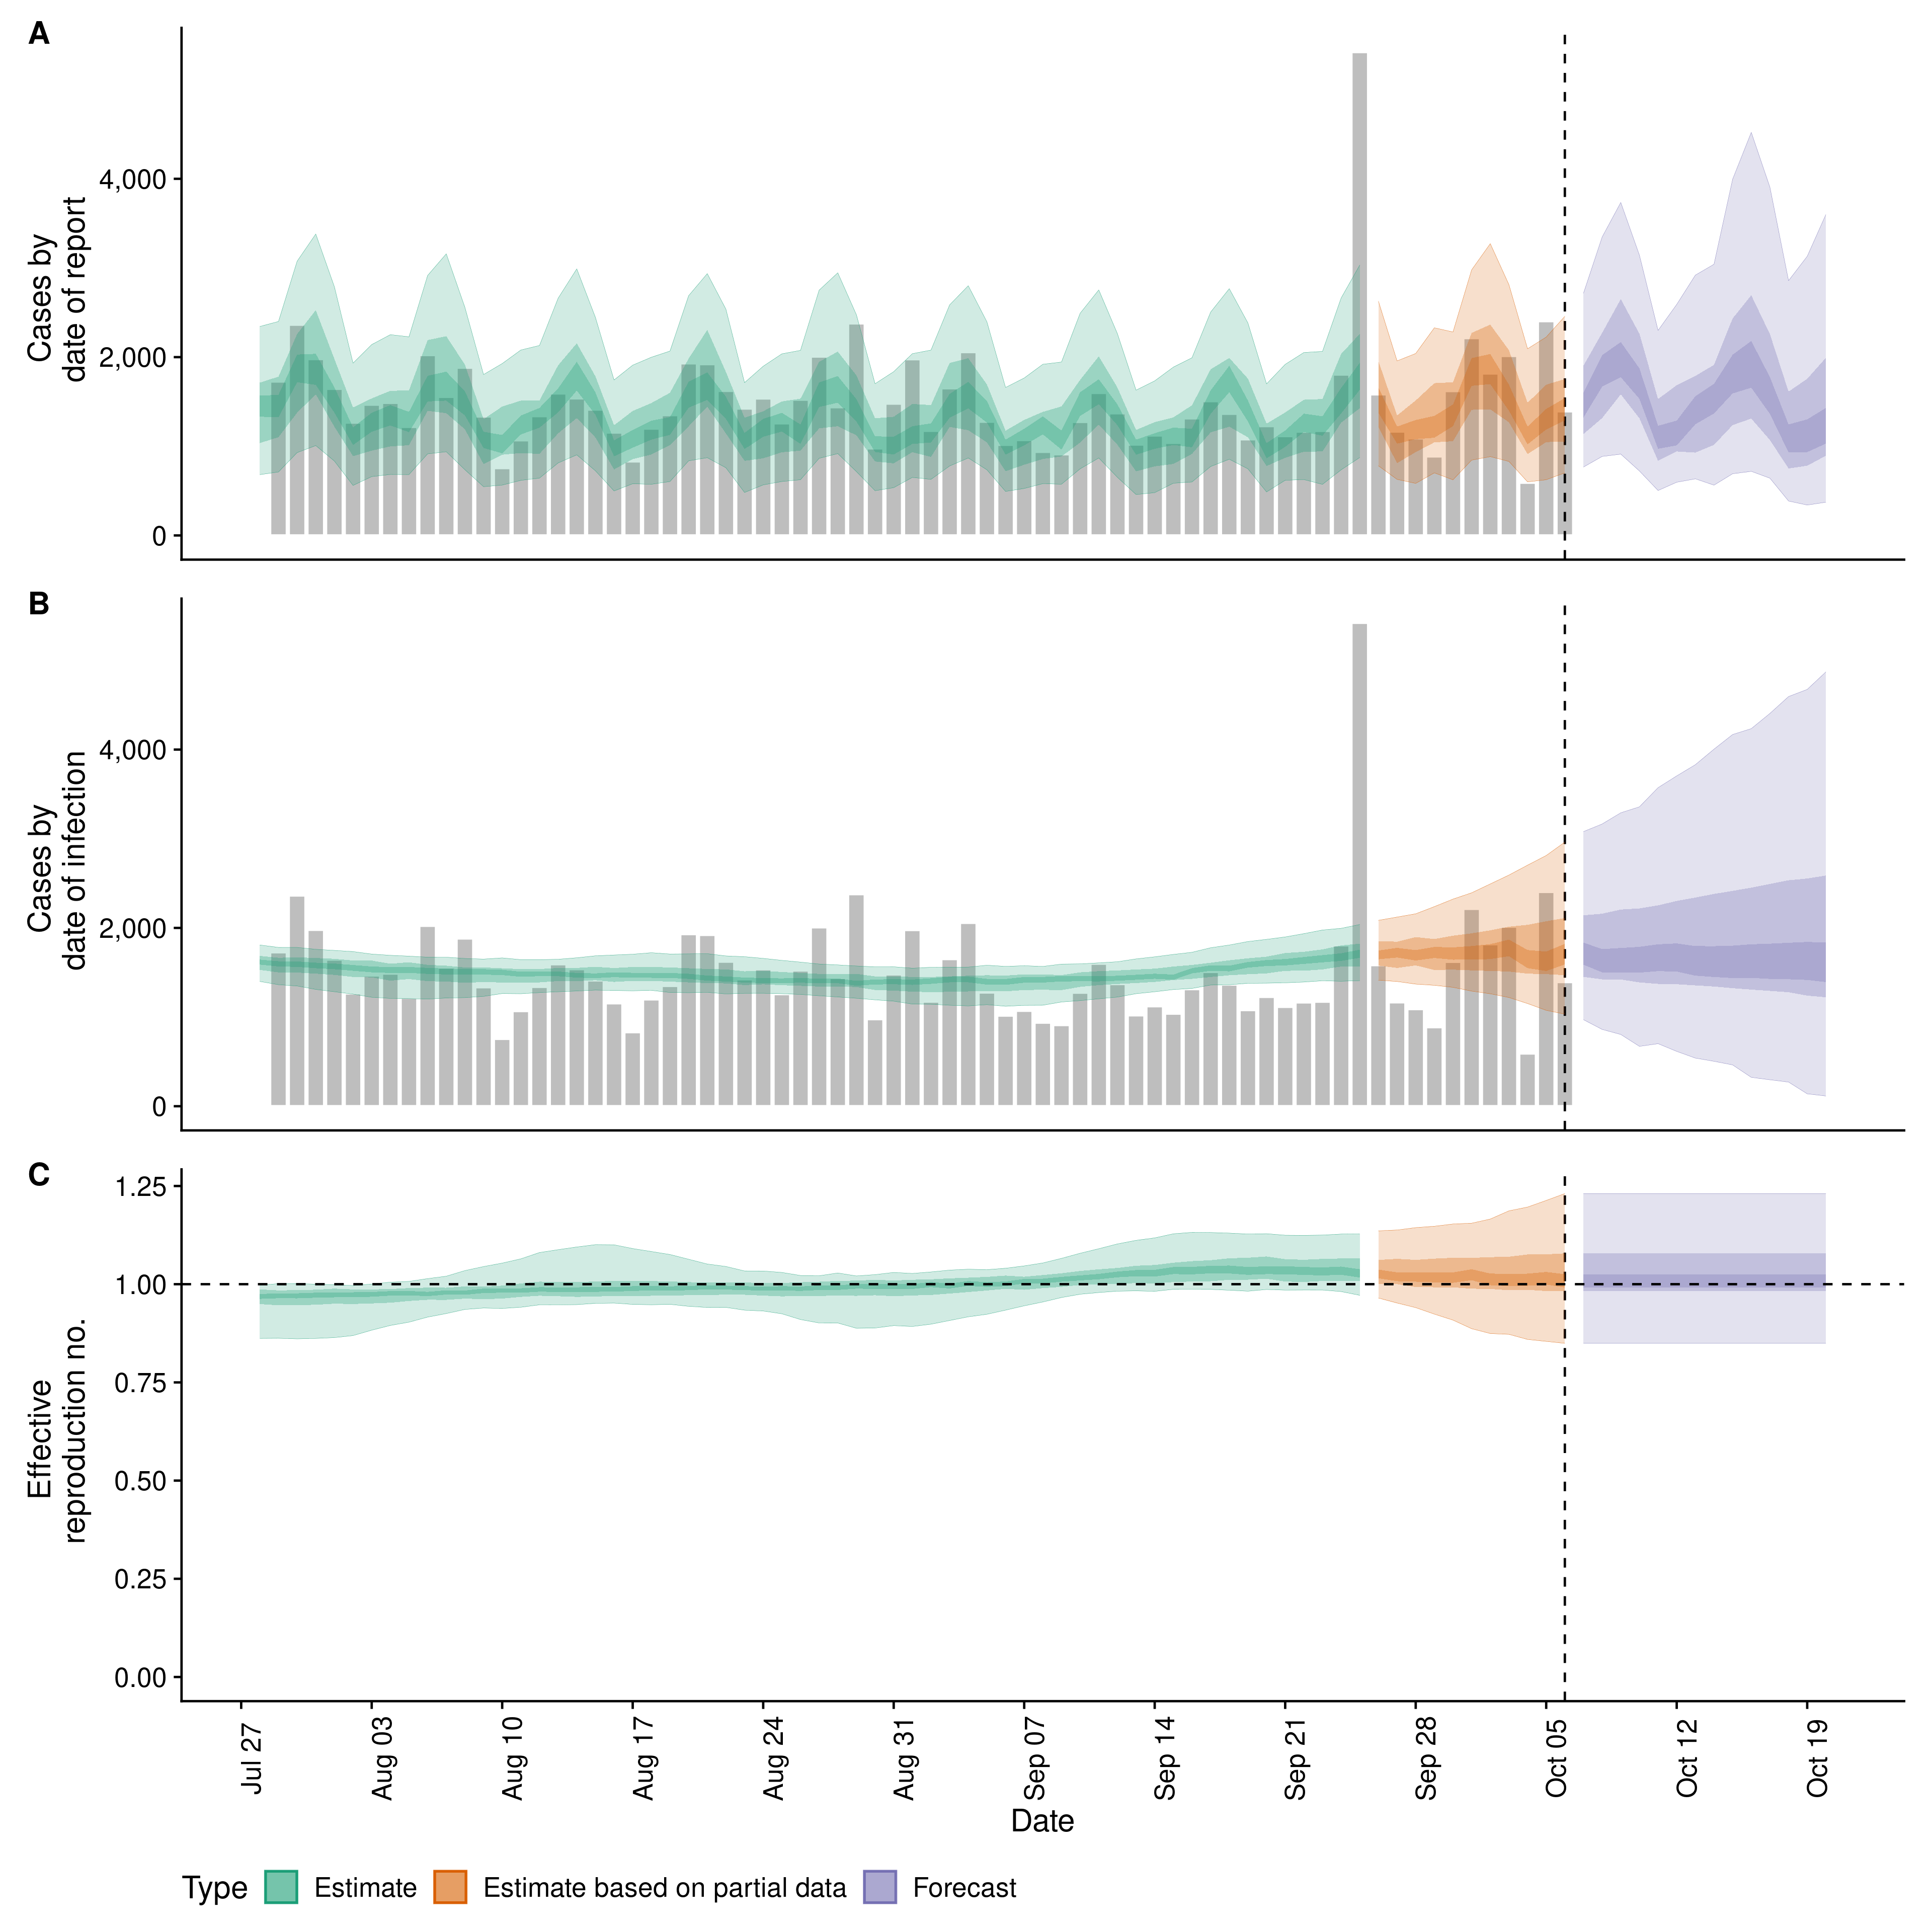 A
Cases by
date of report
4,000
2,000
0
B
Cases by
date of infection
4,000
2,000
0
C
Effective
reproduction no.
1.25
1.00
0.75
0.50
0.25
0.00
Jul 27
Aug 03
Aug 10
Aug 17
Aug 24
Aug 31
Sep 07
Sep 14
Sep 21
Sep 28
Oct 05
Oct 12
Oct 19
Date
Type Estimate Estimate based on partial data Forecast